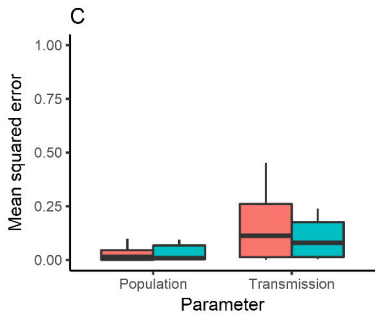 C
1.00
0.75
0.50
0.25
0.00
Mean squared error
Population Transmission
Parameter